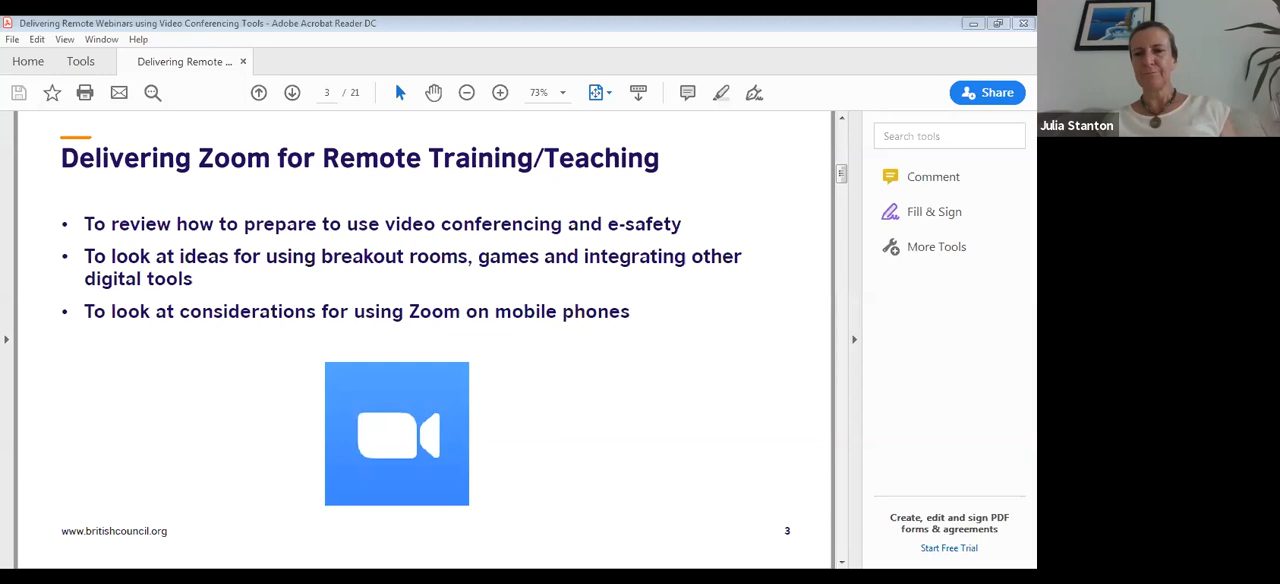 Delivering Remote Webinars using Video Conferencing Tools - Adobe Acrobat Reader DC
File Edit View Window Help
Home Tools Delivering Remote ... ×
3 / 21 73% Share
Delivering Zoom for Remote Training/Teaching
• To review how to prepare to use video conferencing and e-safety
• To look at ideas for using breakout rooms, games and integrating other
digital tools
• To look at considerations for using Zoom on mobile phones
www.britishcouncil.org 3
Search tools
Comment
Fill & Sign
More Tools
Create, edit and sign PDF
forms & agreements
Start Free Trial
Julia Stanton